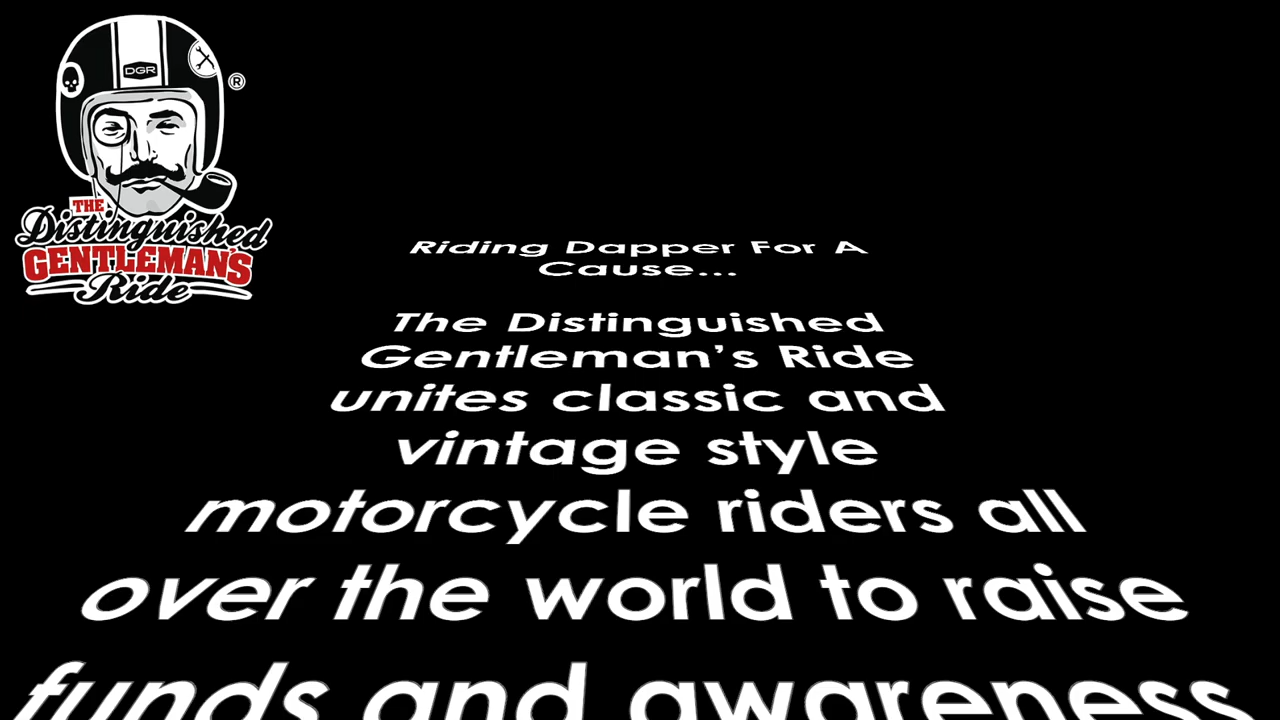 DGR
®
THE
Distinguished
GENTLEMAN'S
Ride
Riding Dapper For A
Cause...
The Distinguished
Gentleman’s Ride
unites classic and
vintage style
motorcycle riders all
over the world to raise
funds and awareness